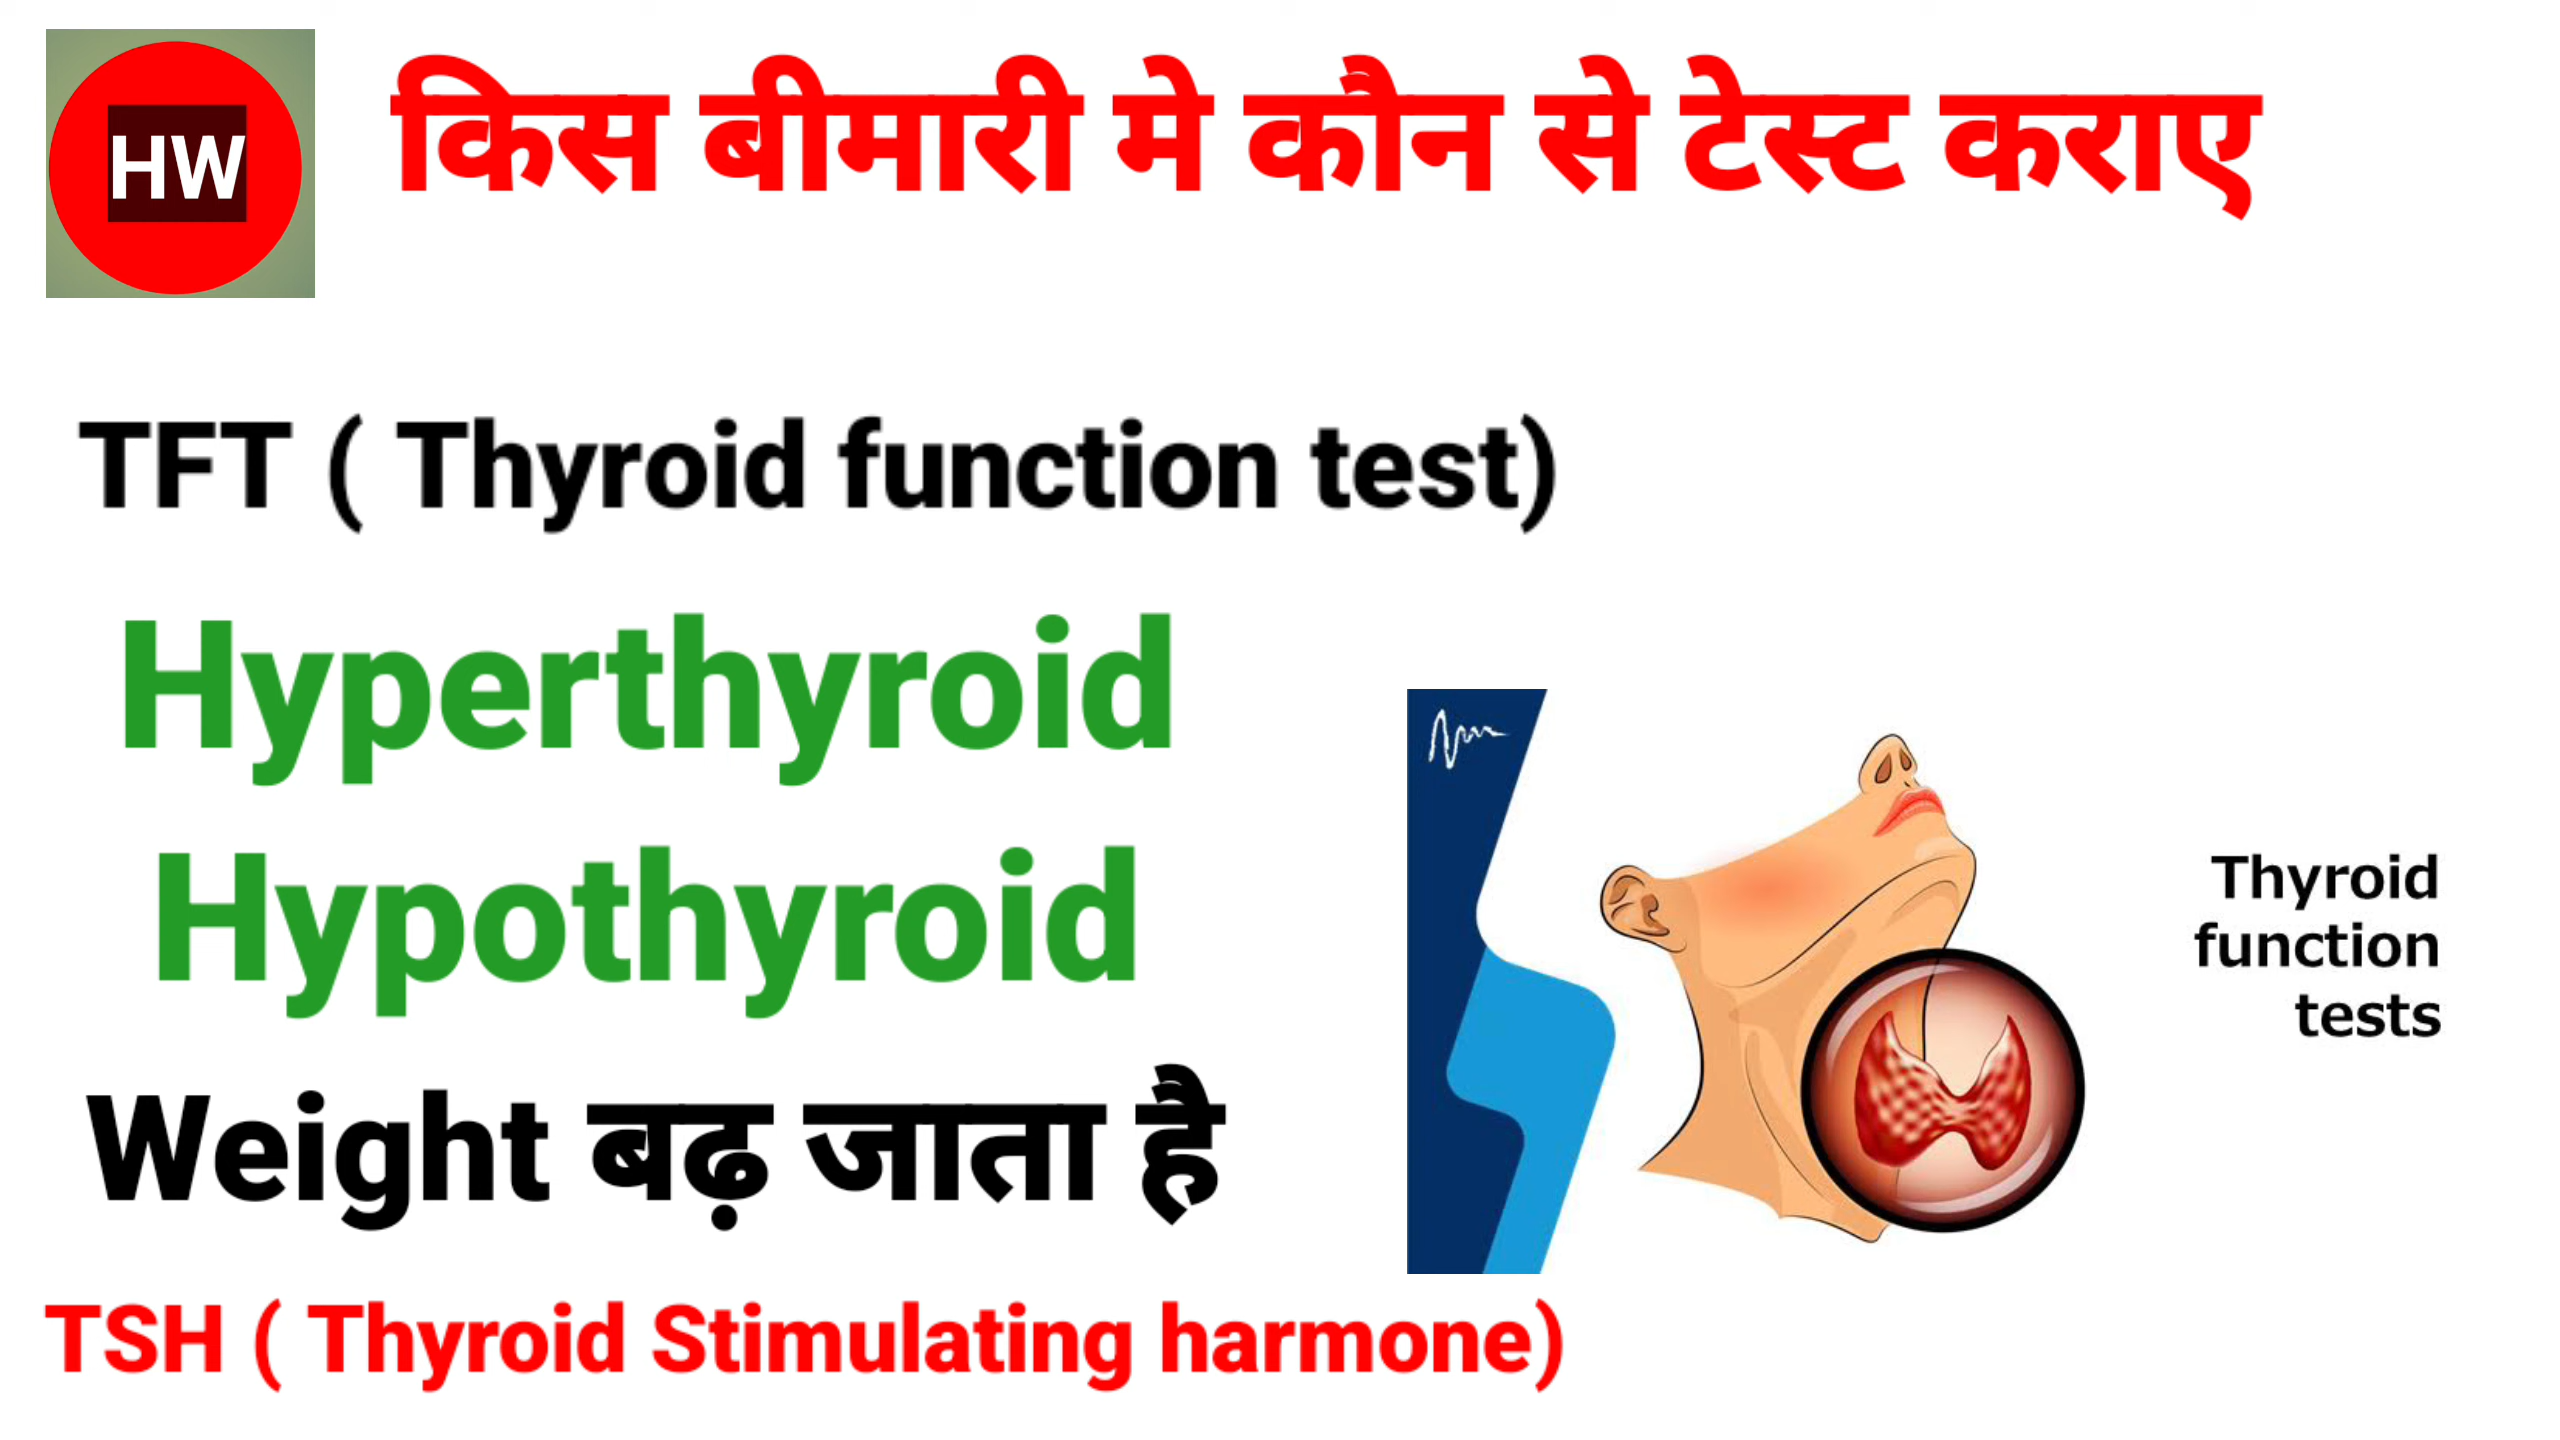 HW
किस बीमारी मे कौन से टेस्ट कराए
TFT ( Thyroid function test)
Hyperthyroid
Hypothyroid
Weight बढ़ जाता है
TSH ( Thyroid Stimulating harmone)
Thyroid
function
tests